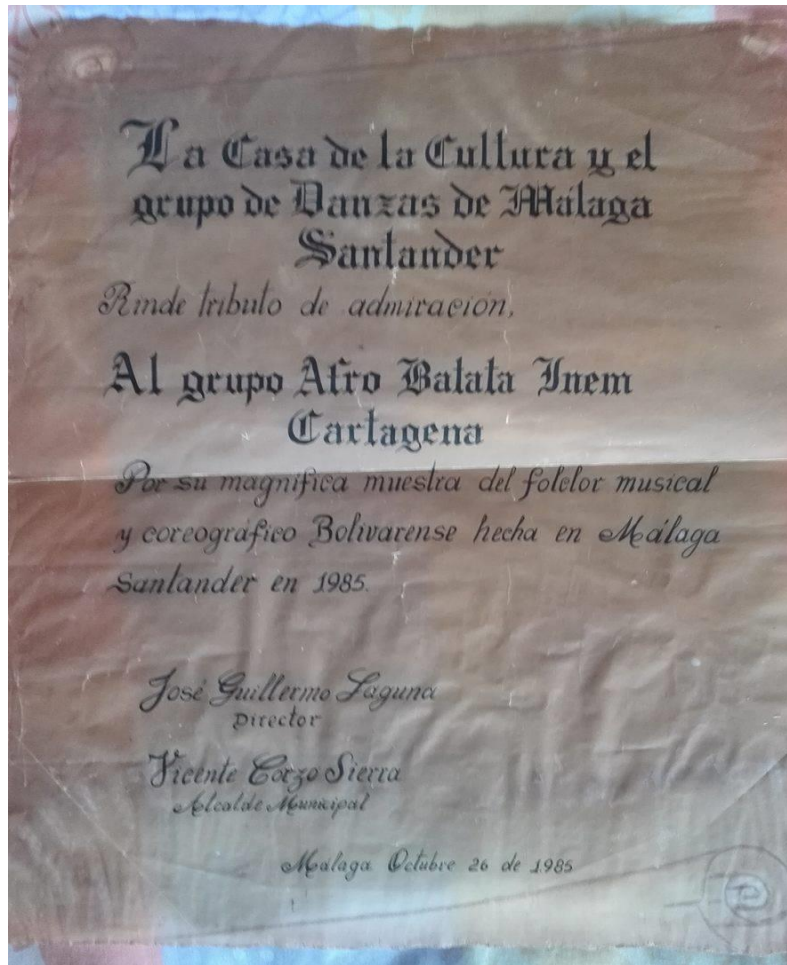 La Casa de la Cultura y el
grupo de Danzas de Málaga
Santander
Rinde tributo de admiracion,
Al grupo Afro Batata Inem
Cartagena
Por su magnifica muestra del folclor musical
y coreográfico Bolivarense hecha en Málaga
Santander en 1985.
José Guillermo Laguna
Director
Vicente Corzo Sierra
Alcalde Municipal
Málaga Octubre 26 de 1985